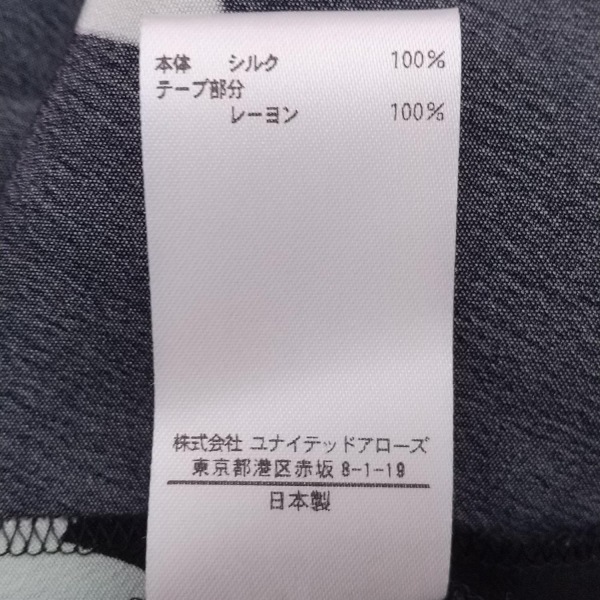 本体 シルク 100%
テープ部分
レーヨン 100%
株式会社 ユナイテッドアローズ
東京都港区赤坂 8-1-19
日本製